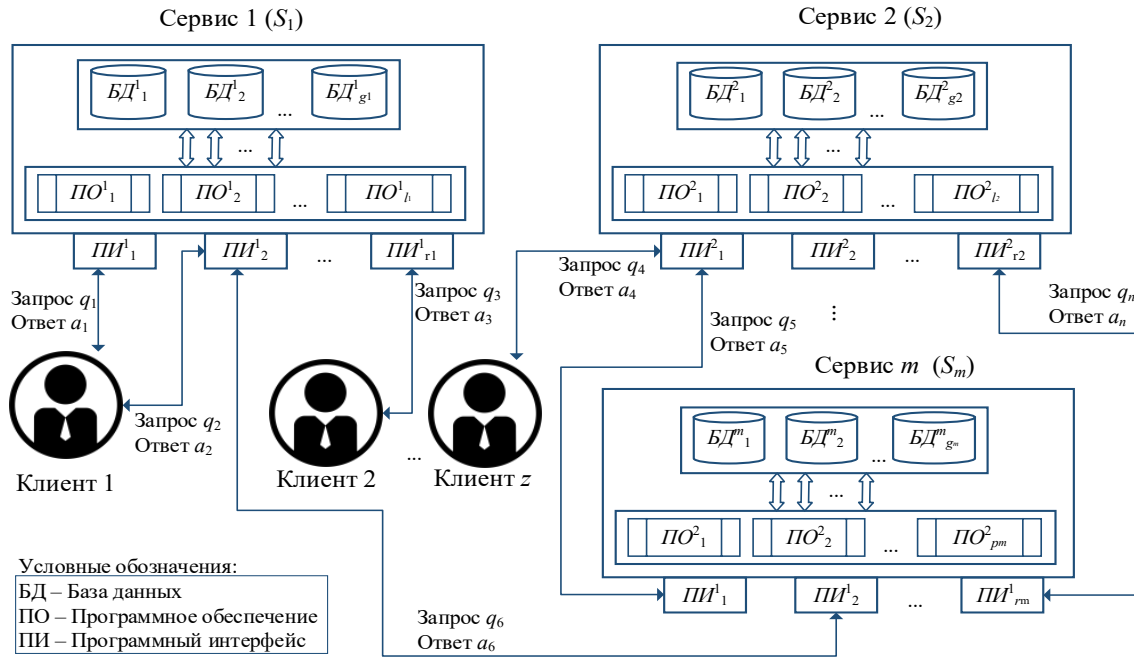 Сервис 1 (S₁)
БД¹₁ БД¹₂ ... БД¹g1
...
ПО¹₁ ПО¹₂ ... ПО¹l₁
ПИ¹₁ ПИ¹₂ ... ПИ¹r1
Сервис 2 (S₂)
БД²₁ БД²₂ ... БД²g2
...
ПО²₁ ПО²₂ ... ПО²l₂
ПИ²₁ ПИ²₂ ... ПИ²r2
Запрос q₁
Ответ a₁
Запрос q₂
Ответ a₂
Запрос q₃
Ответ a₃
Запрос q₄
Ответ a₄
Запрос q₅
Ответ a₅
...
Запрос qₙ
Ответ aₙ
Клиент 1
Клиент 2
...
Клиент z
Сервис m (Sₘ)
БДᵐ₁ БДᵐ₂ ... БДᵐgₘ
...
ПО²₁ ПО²₂ ... ПО²pm
ПИ¹₁ ПИ¹₂ ... ПИ¹rm
Запрос q₆
Ответ a₆
Условные обозначения:
БД – База данных
ПО – Программное обеспечение
ПИ – Программный интерфейс